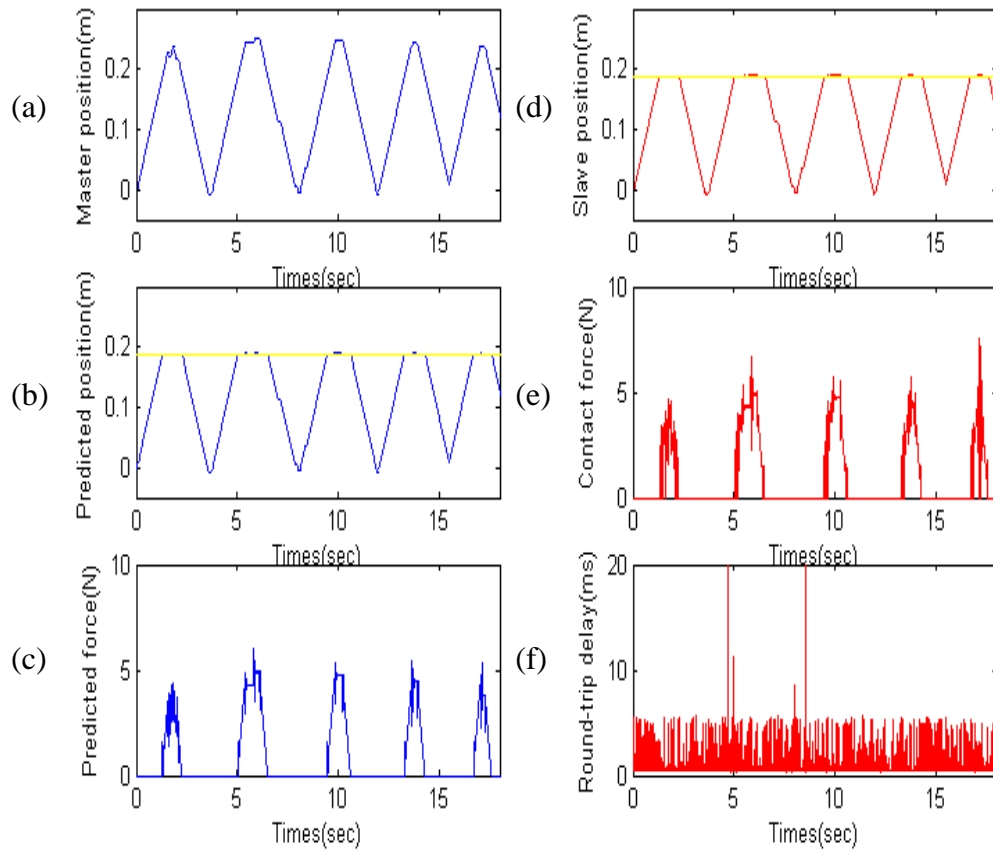 (a)
Master position(m)
0.2
0.1
0
0
5
10
15
Times(sec)
(b)
Predicted position(m)
0.2
0.1
0
0
5
10
15
Times(sec)
(c)
Predicted force(N)
10
5
0
0
5
10
15
Times(sec)
(d)
Slave position(m)
0.2
0.1
0
0
5
10
15
Times(sec)
(e)
Contact force(N)
10
5
0
0
5
10
15
Times(sec)
(f)
Round-trip delay(ms)
20
10
0
0
5
10
15
Times(sec)